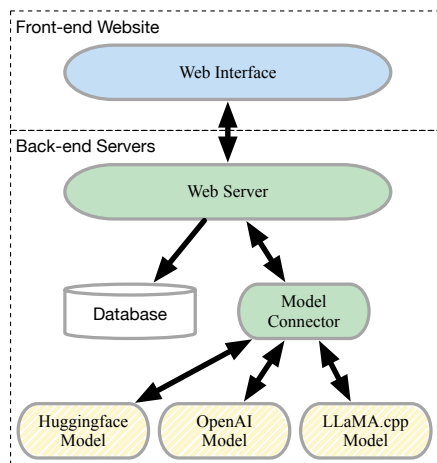 Front-end Website
Web Interface
Back-end Servers
Web Server
Database
Model
Connector
Huggingface
Model
OpenAI
Model
LLaMA.cpp
Model